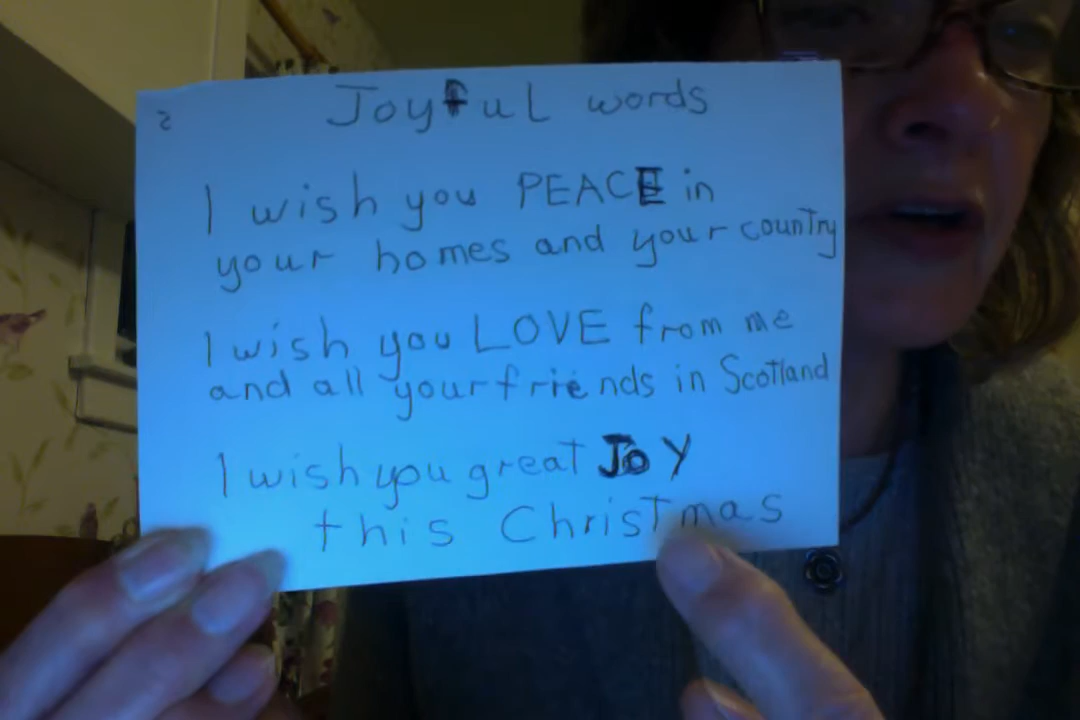 2
Joyful words
I wish you PEACE in
your homes and your country
I wish you LOVE from me
and all your friends in Scotland
I wish you great JoY
this Christmas